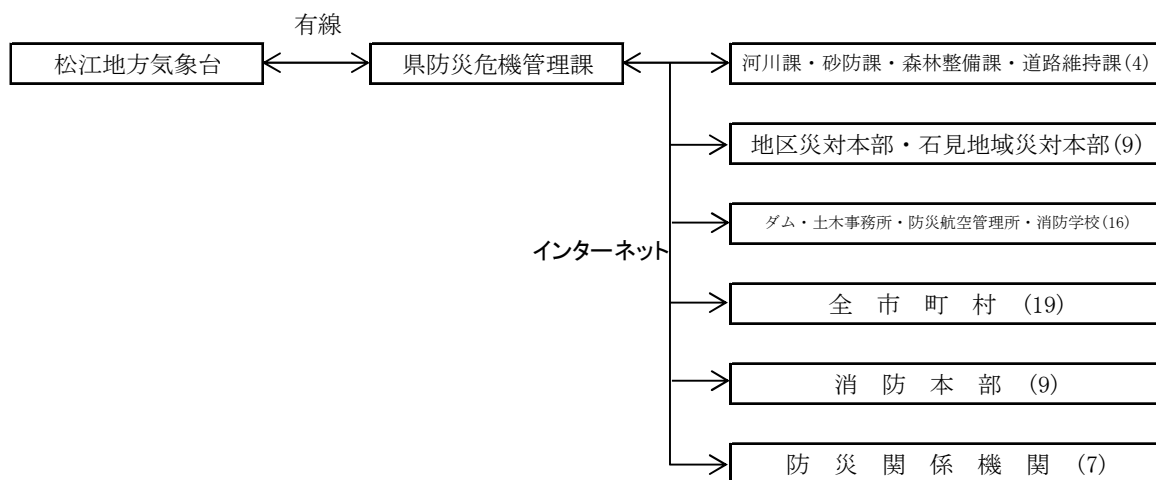 有線
松江地方気象台
県防災危機管理課
河川課・砂防課・森林整備課・道路維持課(4)
地区災対本部・石見地域災対本部(9)
ダム・土木事務所・防災航空管理所・消防学校(16)
インターネット
全 市 町 村 (19)
消 防 本 部 (9)
防 災 関 係 機 関 (7)